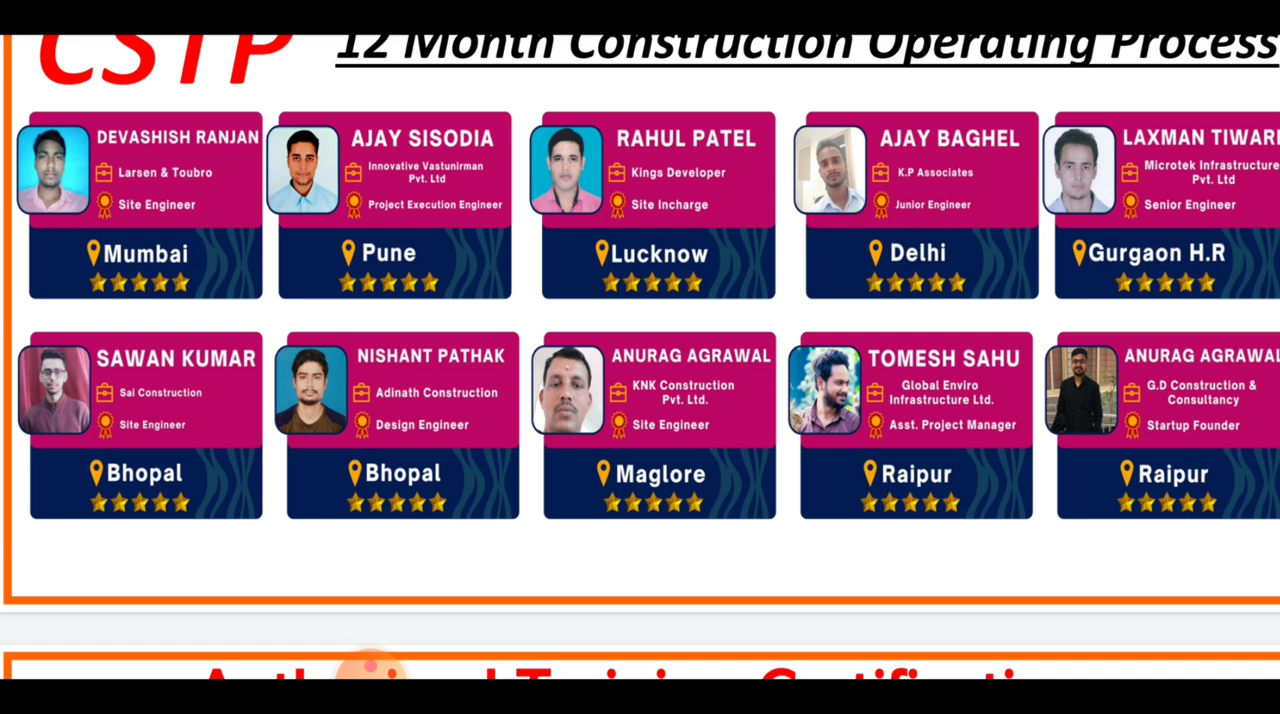 CSTP 12 Month Construction Operating Process
DEVASHISH RANJAN
Larsen & Toubro
Site Engineer
Mumbai
AJAY SISODIA
Innovative Vastunirman
Pvt. Ltd
Project Execution Engineer
Pune
RAHUL PATEL
Kings Developer
Site Incharge
Lucknow
AJAY BAGHEL
K.P Associates
Junior Engineer
Delhi
LAXMAN TIWARI
Microtek Infrastructure
Pvt. Ltd
Senior Engineer
Gurgaon H.R
SAWAN KUMAR
Sai Construction
Site Engineer
Bhopal
NISHANT PATHAK
Adinath Construction
Design Engineer
Bhopal
ANURAG AGRAWAL
KNK Construction
Pvt. Ltd.
Site Engineer
Maglore
TOMESH SAHU
Global Enviro
Infrastructure Ltd.
Asst. Project Manager
Raipur
ANURAG AGRAWAL
G.D Construction &
Consultancy
Startup Founder
Raipur